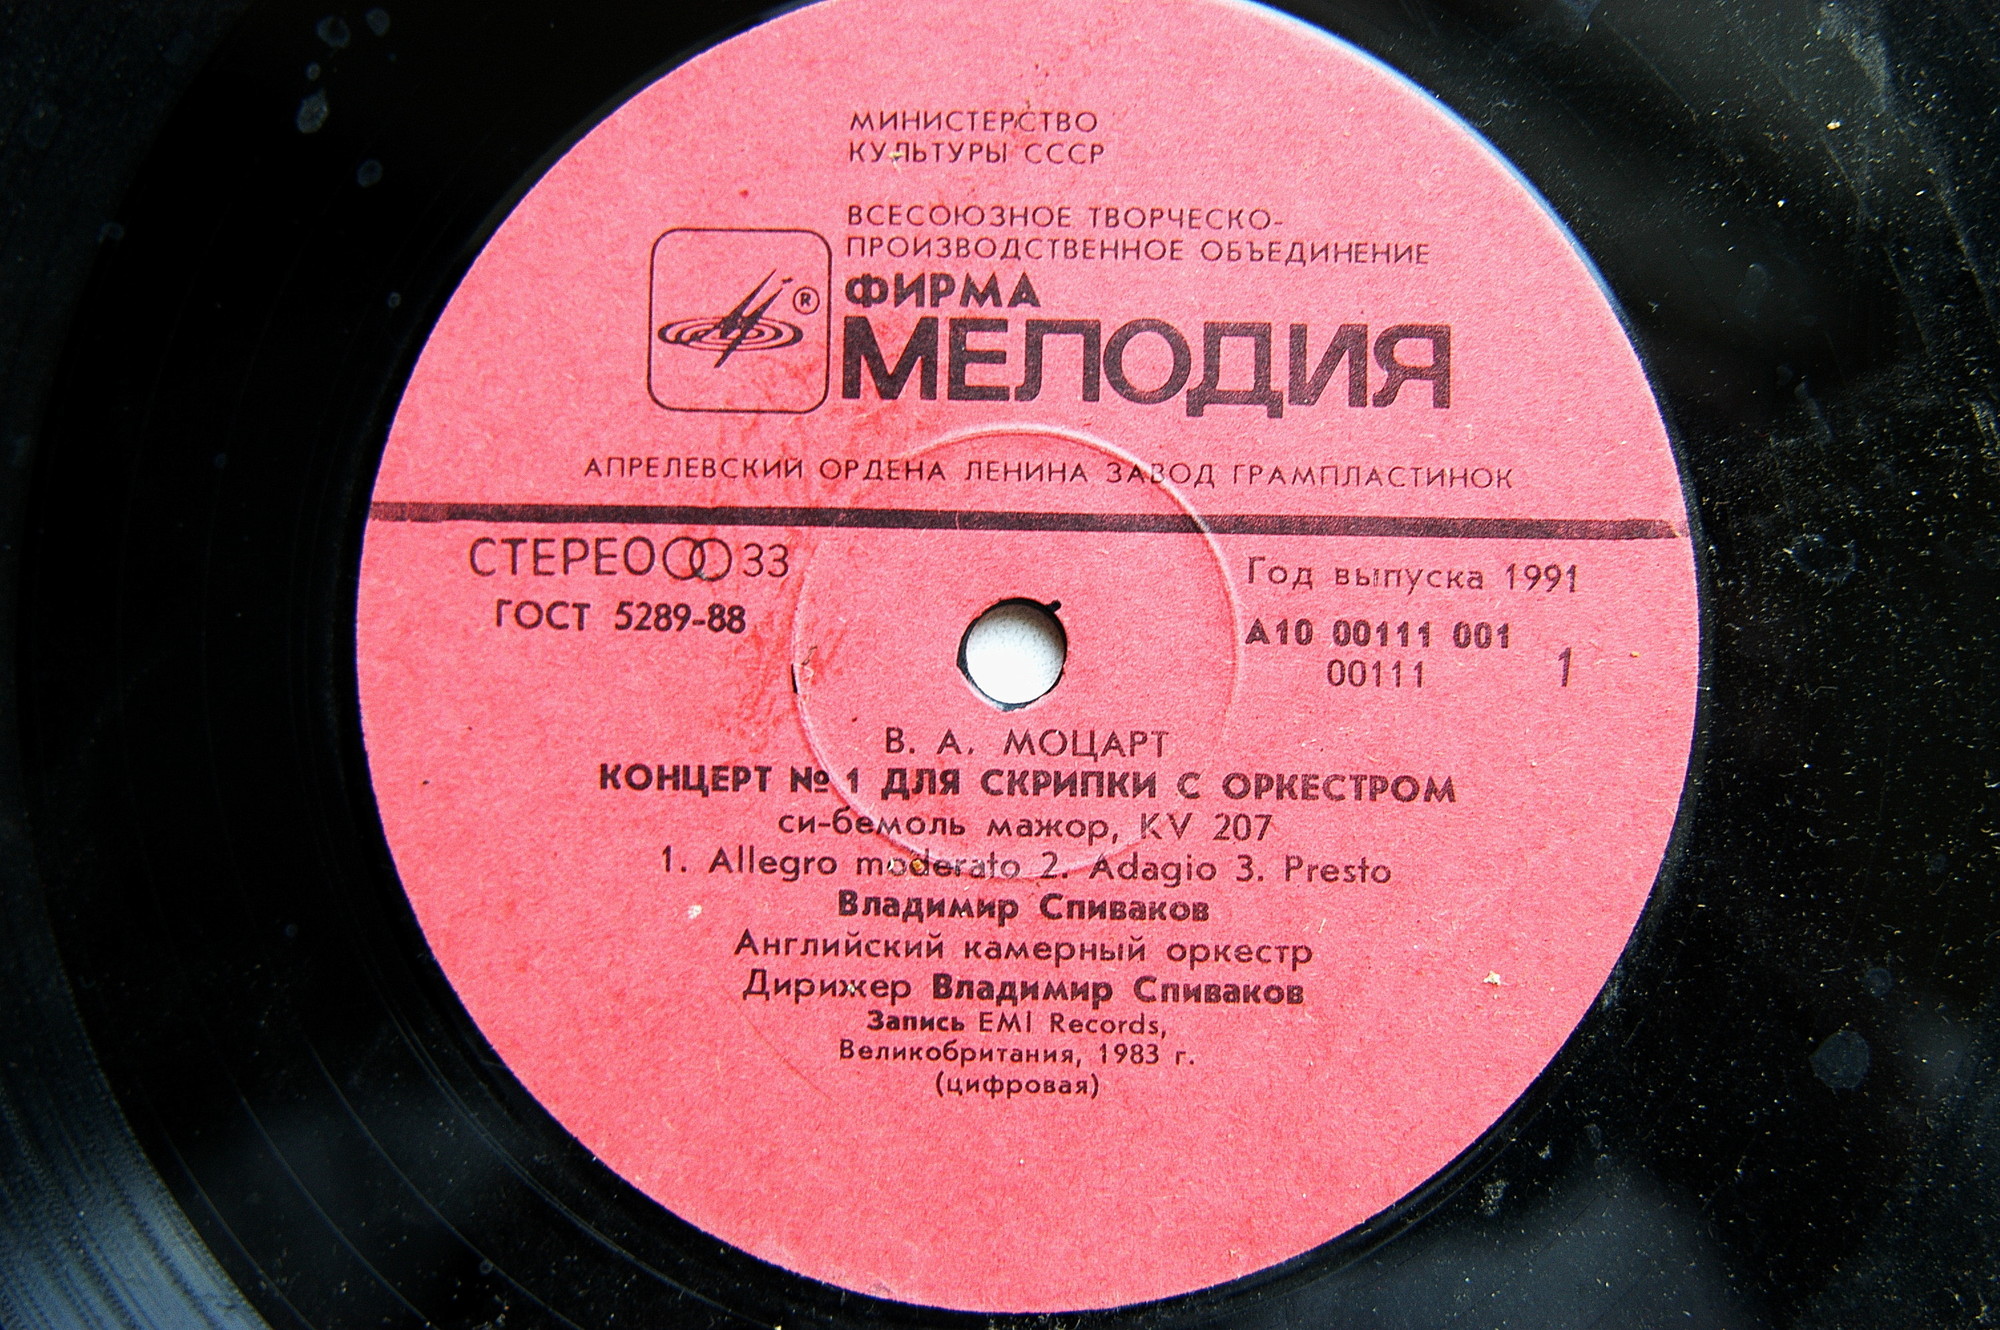 МИНИСТЕРСТВО
КУЛЬТУРЫ СССР
ВСЕСОЮЗНОЕ ТВОРЧЕСКО-
ПРОИЗВОДСТВЕННОЕ ОБЪЕДИНЕНИЕ
®
ФИРМА
МЕЛОДИЯ
АПРЕЛЕВСКИЙ ОРДЕНА ЛЕНИНА ЗАВОД ГРАМПЛАСТИНОК
СТЕРЕО 33
ГОСТ 5289-88
Год выпуска 1991
А10 00111 001
00111 1
В. А. МОЦАРТ
КОНЦЕРТ № 1 ДЛЯ СКРИПКИ С ОРКЕСТРОМ
си-бемоль мажор, KV 207
1. Allegro moderato 2. Adagio 3. Presto
Владимир Спиваков
Английский камерный оркестр
Дирижер Владимир Спиваков
Запись EMI Records,
Великобритания, 1983 г.
(цифровая)